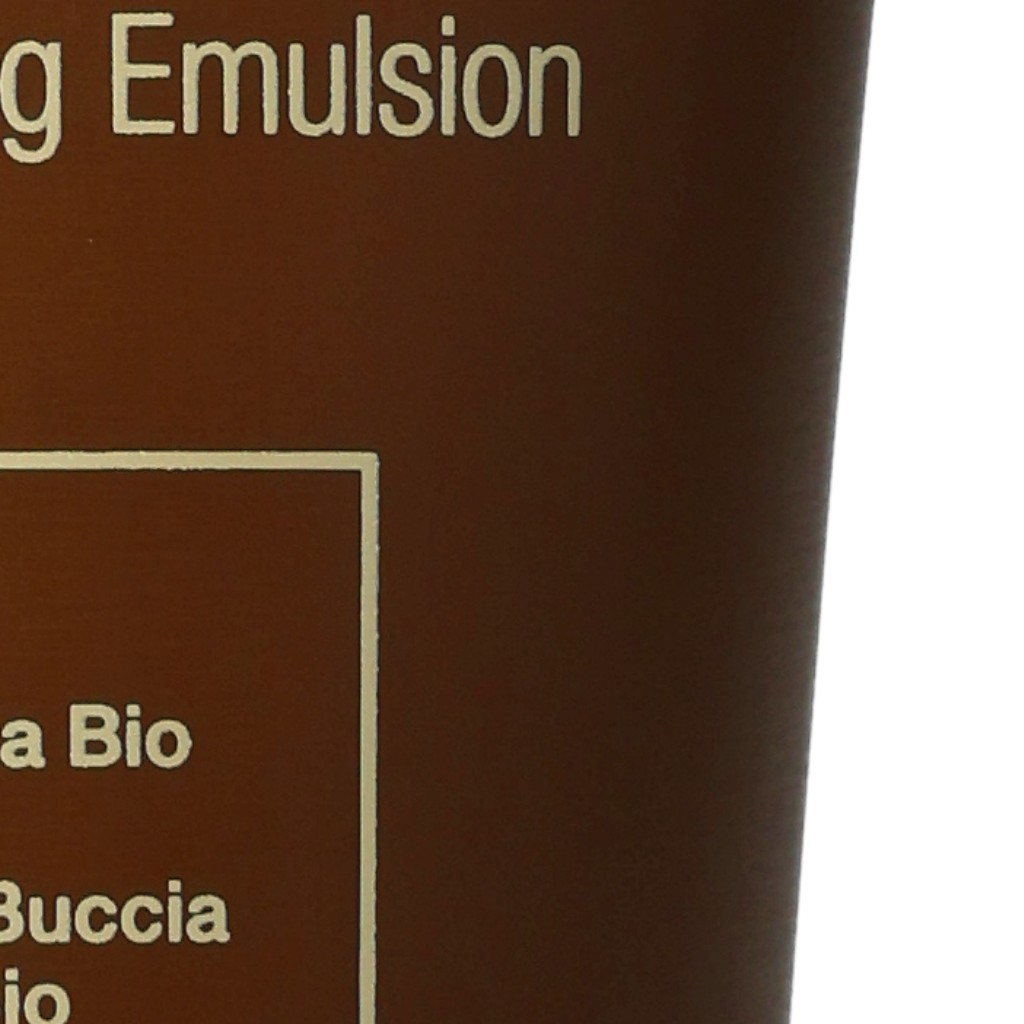 g Emulsion
a Bio
Buccia
io